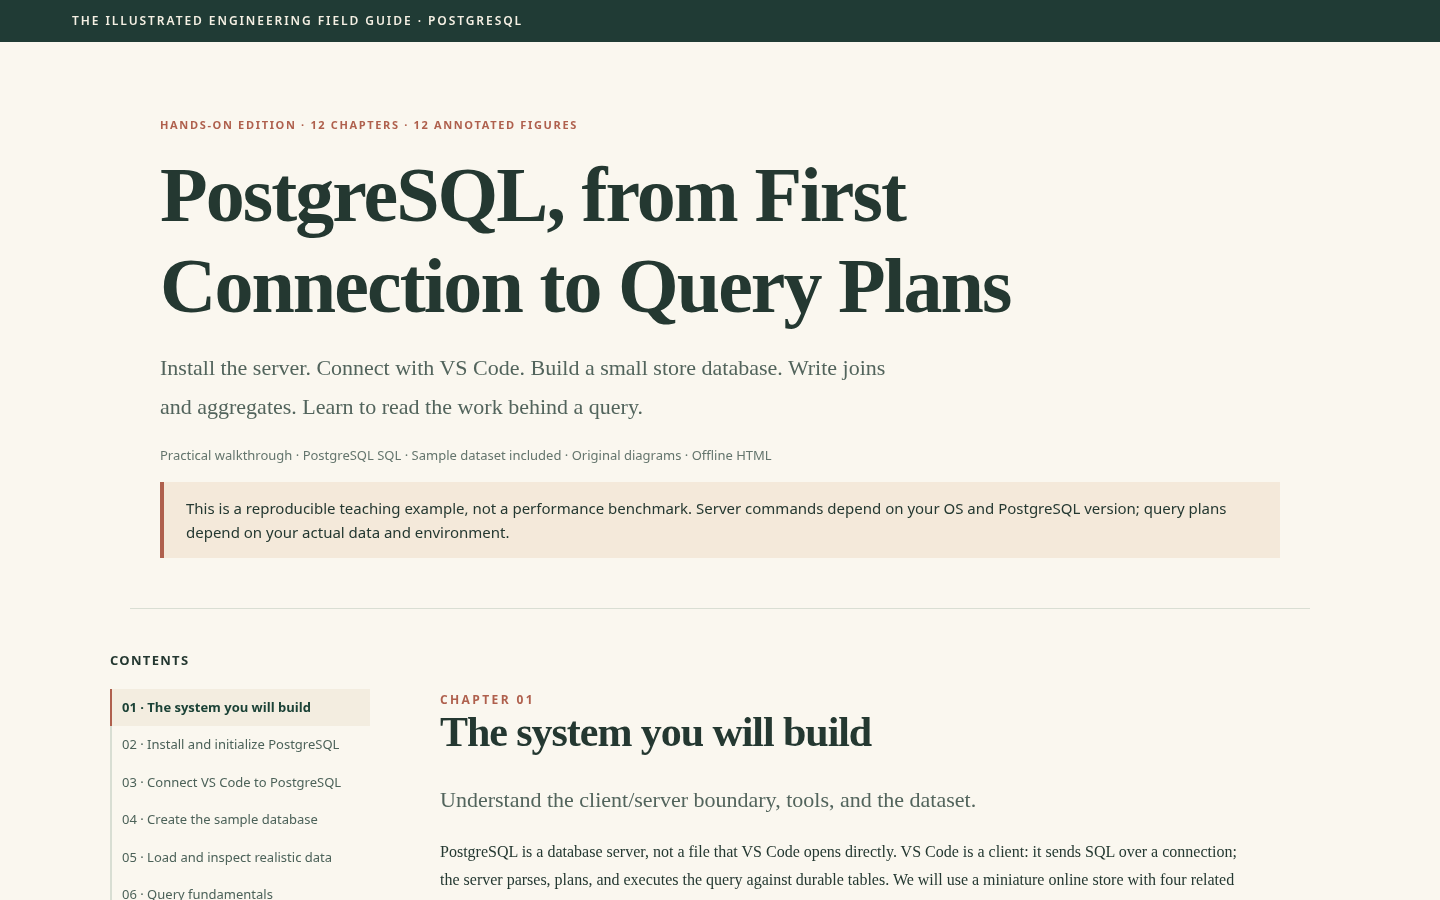 THE ILLUSTRATED ENGINEERING FIELD GUIDE · POSTGRESQL
HANDS-ON EDITION · 12 CHAPTERS · 12 ANNOTATED FIGURES
PostgreSQL, from First
Connection to Query Plans
Install the server. Connect with VS Code. Build a small store database. Write joins
and aggregates. Learn to read the work behind a query.
Practical walkthrough · PostgreSQL SQL · Sample dataset included · Original diagrams · Offline HTML
This is a reproducible teaching example, not a performance benchmark. Server commands depend on your OS and PostgreSQL version; query plans
depend on your actual data and environment.
CONTENTS
01 · The system you will build
02 · Install and initialize PostgreSQL
03 · Connect VS Code to PostgreSQL
04 · Create the sample database
05 · Load and inspect realistic data
06 · Query fundamentals
CHAPTER 01
The system you will build
Understand the client/server boundary, tools, and the dataset.
PostgreSQL is a database server, not a file that VS Code opens directly. VS Code is a client: it sends SQL over a connection;
the server parses, plans, and executes the query against durable tables. We will use a miniature online store with four related